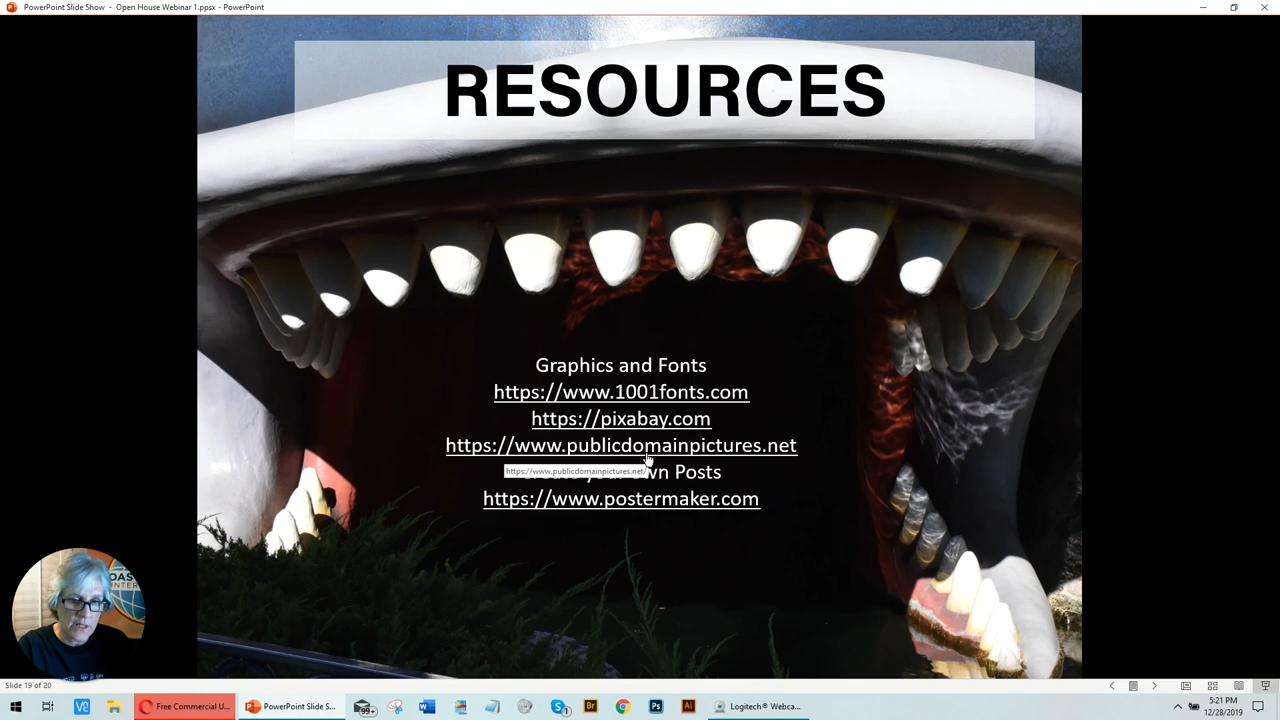 PowerPoint Slide Show - Open House Webinar 1.ppsx - PowerPoint
RESOURCES
Graphics and Fonts
https://www.1001fonts.com
https://pixabay.com
https://www.publicdomainpictures.net
https://www.publicdomainpictures.net/
Own Posts
https://www.postermaker.com
Slide 19 of 20
Free Commercial U...
PowerPoint Slide S...
99+
Logitech® Webca...
5:21 PM
12/28/2019